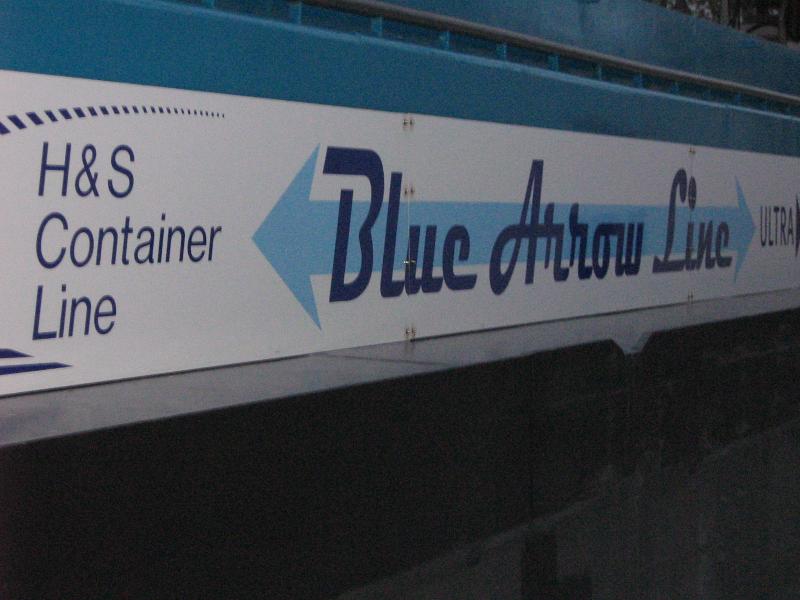 H&S
Container
Line
Blue Arrow Line
ULTRA